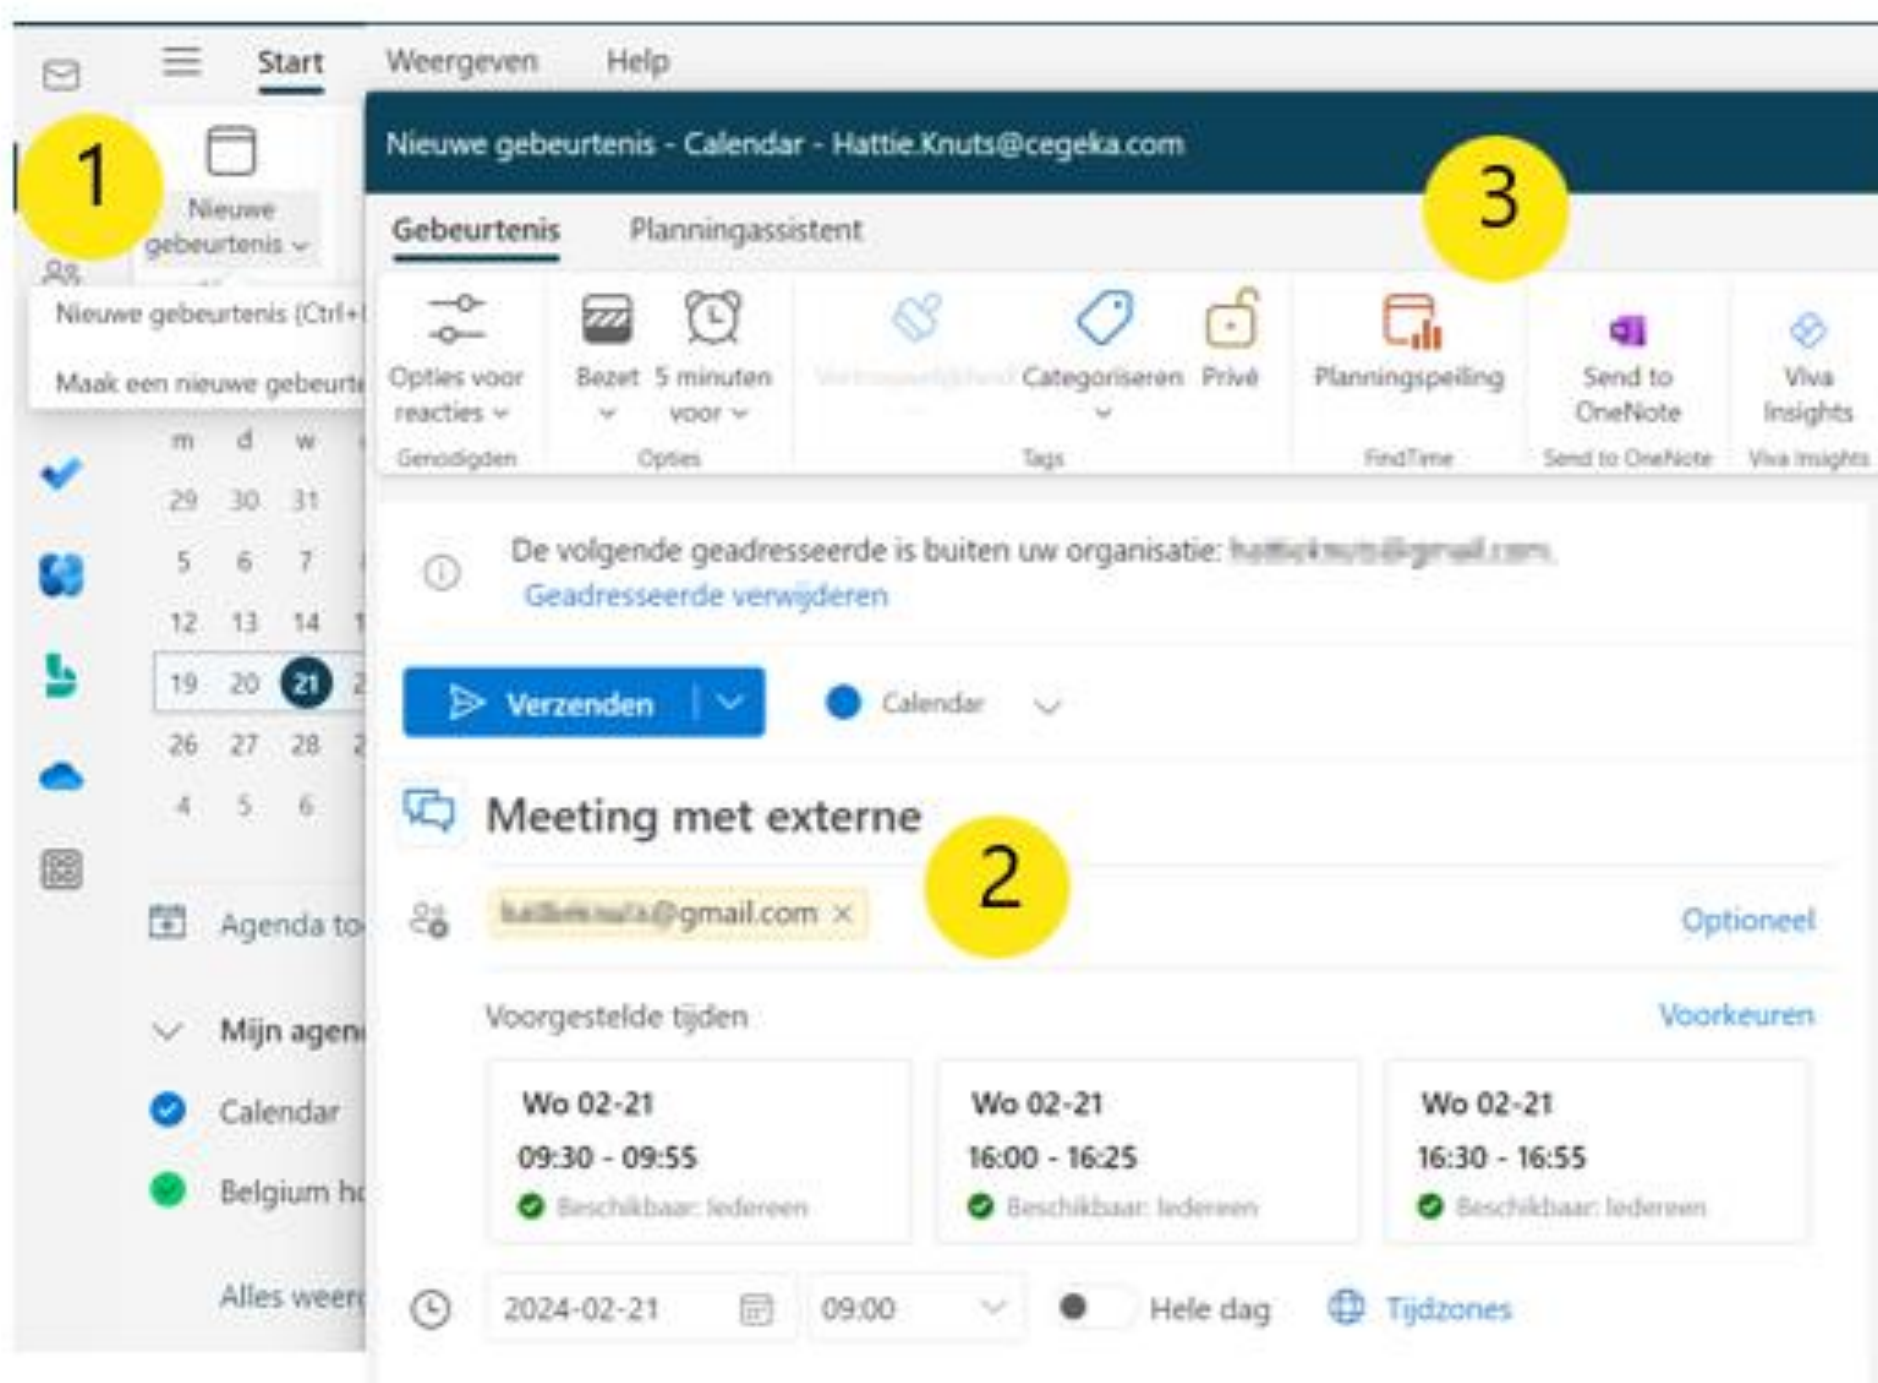 Start Weergeven Help
1
Nieuwe
gebeurtenis
Nieuwe gebeurtenis (Ctrl+
Maak een nieuwe gebeurte
m d w
29 30 31
5 6 7
12 13 14 1
19 20 21 2
26 27 28 2
4 5 6
Agenda to
Mijn agen
Calendar
Belgium ho
Alles weer
Nieuwe gebeurtenis - Calendar - Hattie.Knuts@cegeka.com
3
Gebeurtenis Planningassistent
Opties voor
reacties
Genodigden
Bezet 5 minuten
voor
Opties
Categoriseren Privé
Tags
Planningspeiling
FindTime
Send to
OneNote
Send to OneNote
Viva
Insights
Viva Insights
De volgende geadresseerde is buiten uw organisatie:
Geadresseerde verwijderen
Verzenden Calendar
Meeting met externe
2
@gmail.com Optioneel
Voorgestelde tijden Voorkeuren
Wo 02-21
09:30 - 09:55
Beschikbaar: Iedereen
Wo 02-21
16:00 - 16:25
Beschikbaar: Iedereen
Wo 02-21
16:30 - 16:55
Beschikbaar: Iedereen
2024-02-21 09:00 Hele dag Tijdzones